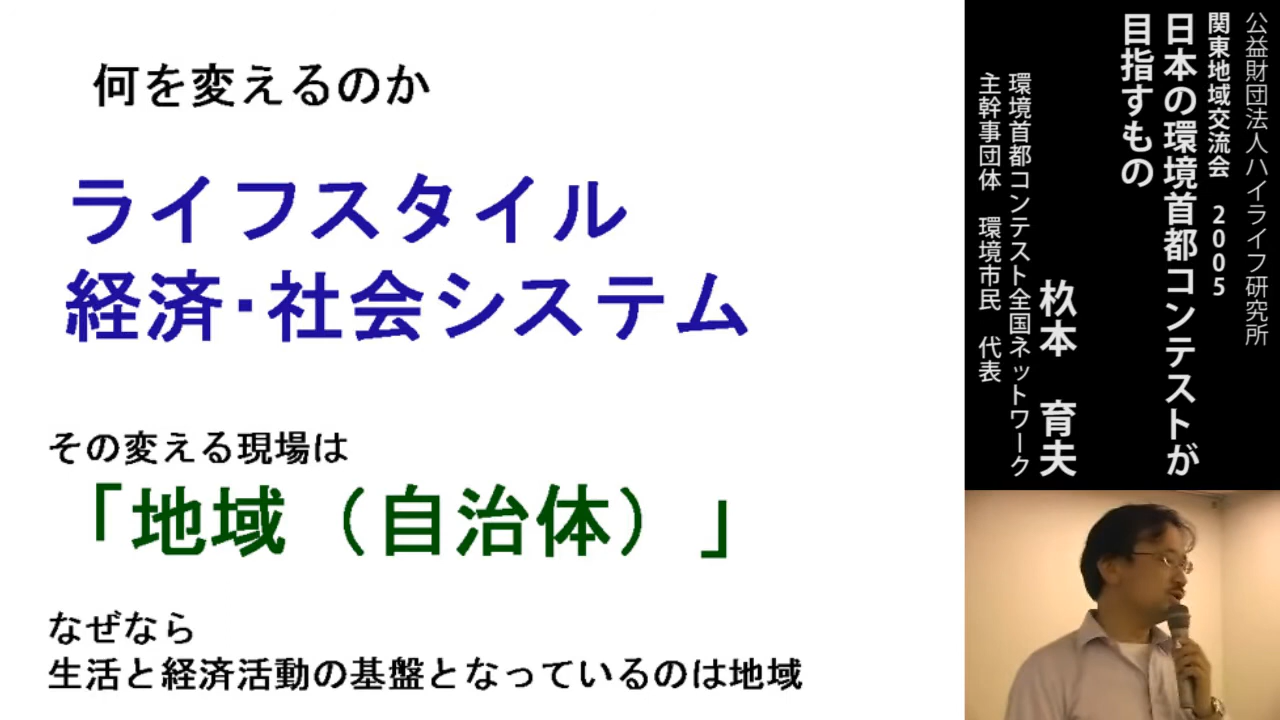 何を変えるのか
ライフスタイル
経済・社会システム
その変える現場は
「地域（自治体）」
なぜなら
生活と経済活動の基盤となっているのは地域
公益財団法人ハイライフ研究所
関東地域交流会 2005
日本の環境首都コンテストが
目指すもの
杦本 育夫
環境首都コンテスト全国ネットワーク
主幹事団体 環境市民 代表